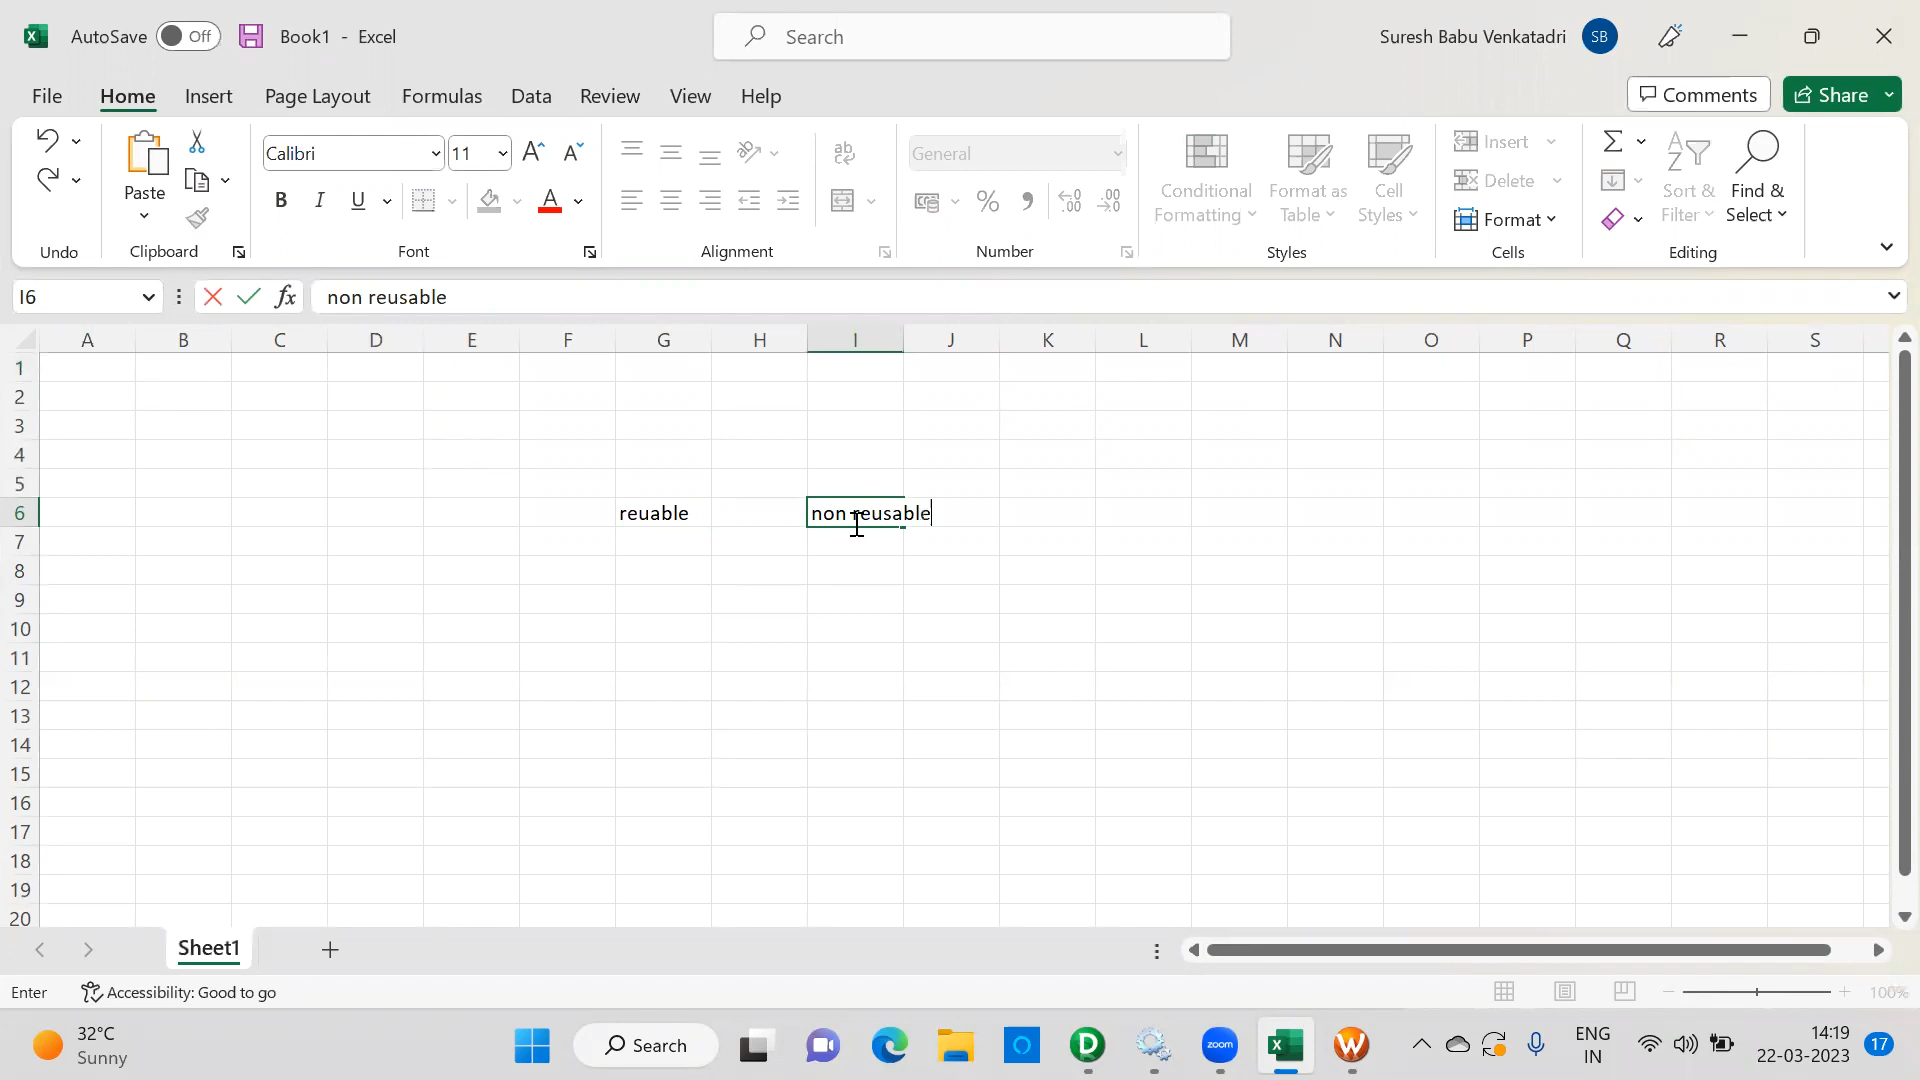 AutoSave Off Book1 - Excel Search Suresh Babu Venkatadri SB
File Home Insert Page Layout Formulas Data Review View Help Comments Share
Paste Calibri 11 General Conditional Formatting Format as Table Cell Styles Insert Delete Format Sort & Filter Find & Select
B I U
Undo Clipboard Font Alignment Number Styles Cells Editing
I6 fx non reusable
A B C D E F G H I J K L M N O P Q R S
1
2
3
4
5
6 reuable non reusable
7
8
9
10
11
12
13
14
15
16
17
18
19
20
Sheet1
Enter Accessibility: Good to go 100%
32°C Search zoom ENG 14:19
Sunny IN 22-03-2023 17